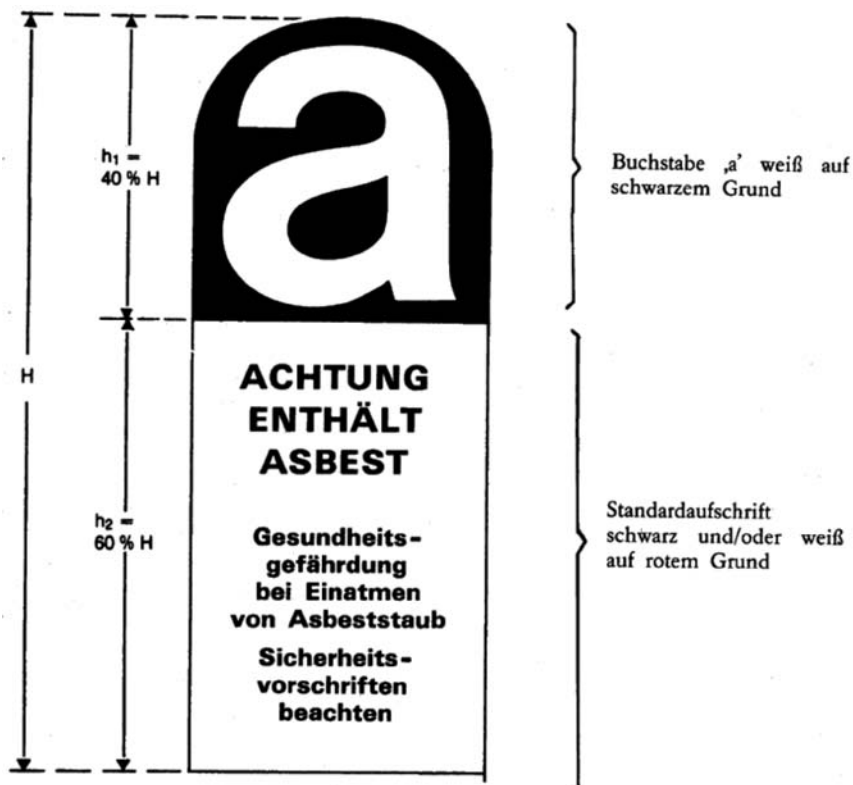 a
h₁ =
40 % H
Buchstabe ‚a’ weiß auf
schwarzem Grund
H
ACHTUNG
ENTHÄLT
ASBEST
h₂ =
60 % H
Gesundheits-
gefährdung
bei Einatmen
von Asbeststaub
Sicherheits-
vorschriften
beachten
Standardaufschrift
schwarz und/oder weiß
auf rotem Grund